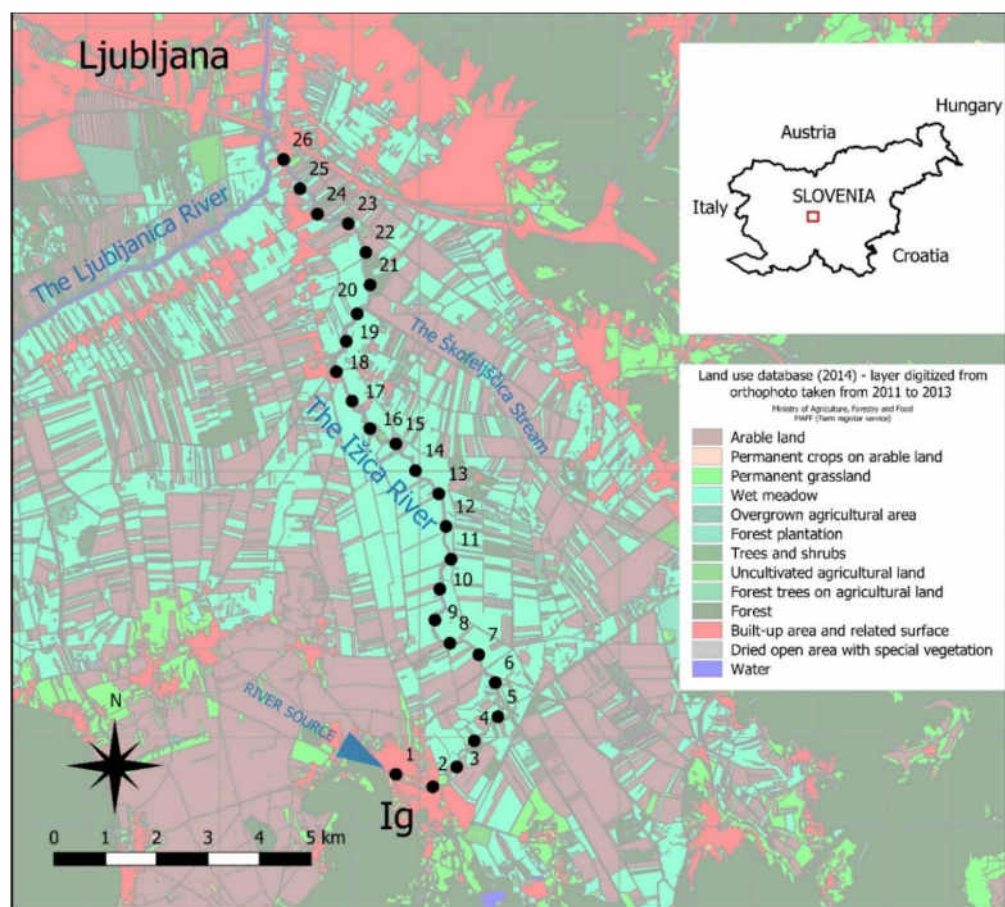 Ljubljana
26
25
24
23
22
21
20
19
18
17
16
15
14
13
12
11
10
9
8
7
6
5
4
3
2
1
The Ljubljanica River
The Škofeljščica Stream
The Ižica River
RIVER SOURCE
Ig
N
0 1 2 3 4 5 km
Hungary
Austria
SLOVENIA
Italy
Croatia
Land use database (2014) - layer digitized from
orthophoto taken from 2011 to 2013
Ministry of Agriculture, Forestry and Food
MAFF (Farm register service)
Arable land
Permanent crops on arable land
Permanent grassland
Wet meadow
Overgrown agricultural area
Forest plantation
Trees and shrubs
Uncultivated agricultural land
Forest trees on agricultural land
Forest
Built-up area and related surface
Dried open area with special vegetation
Water